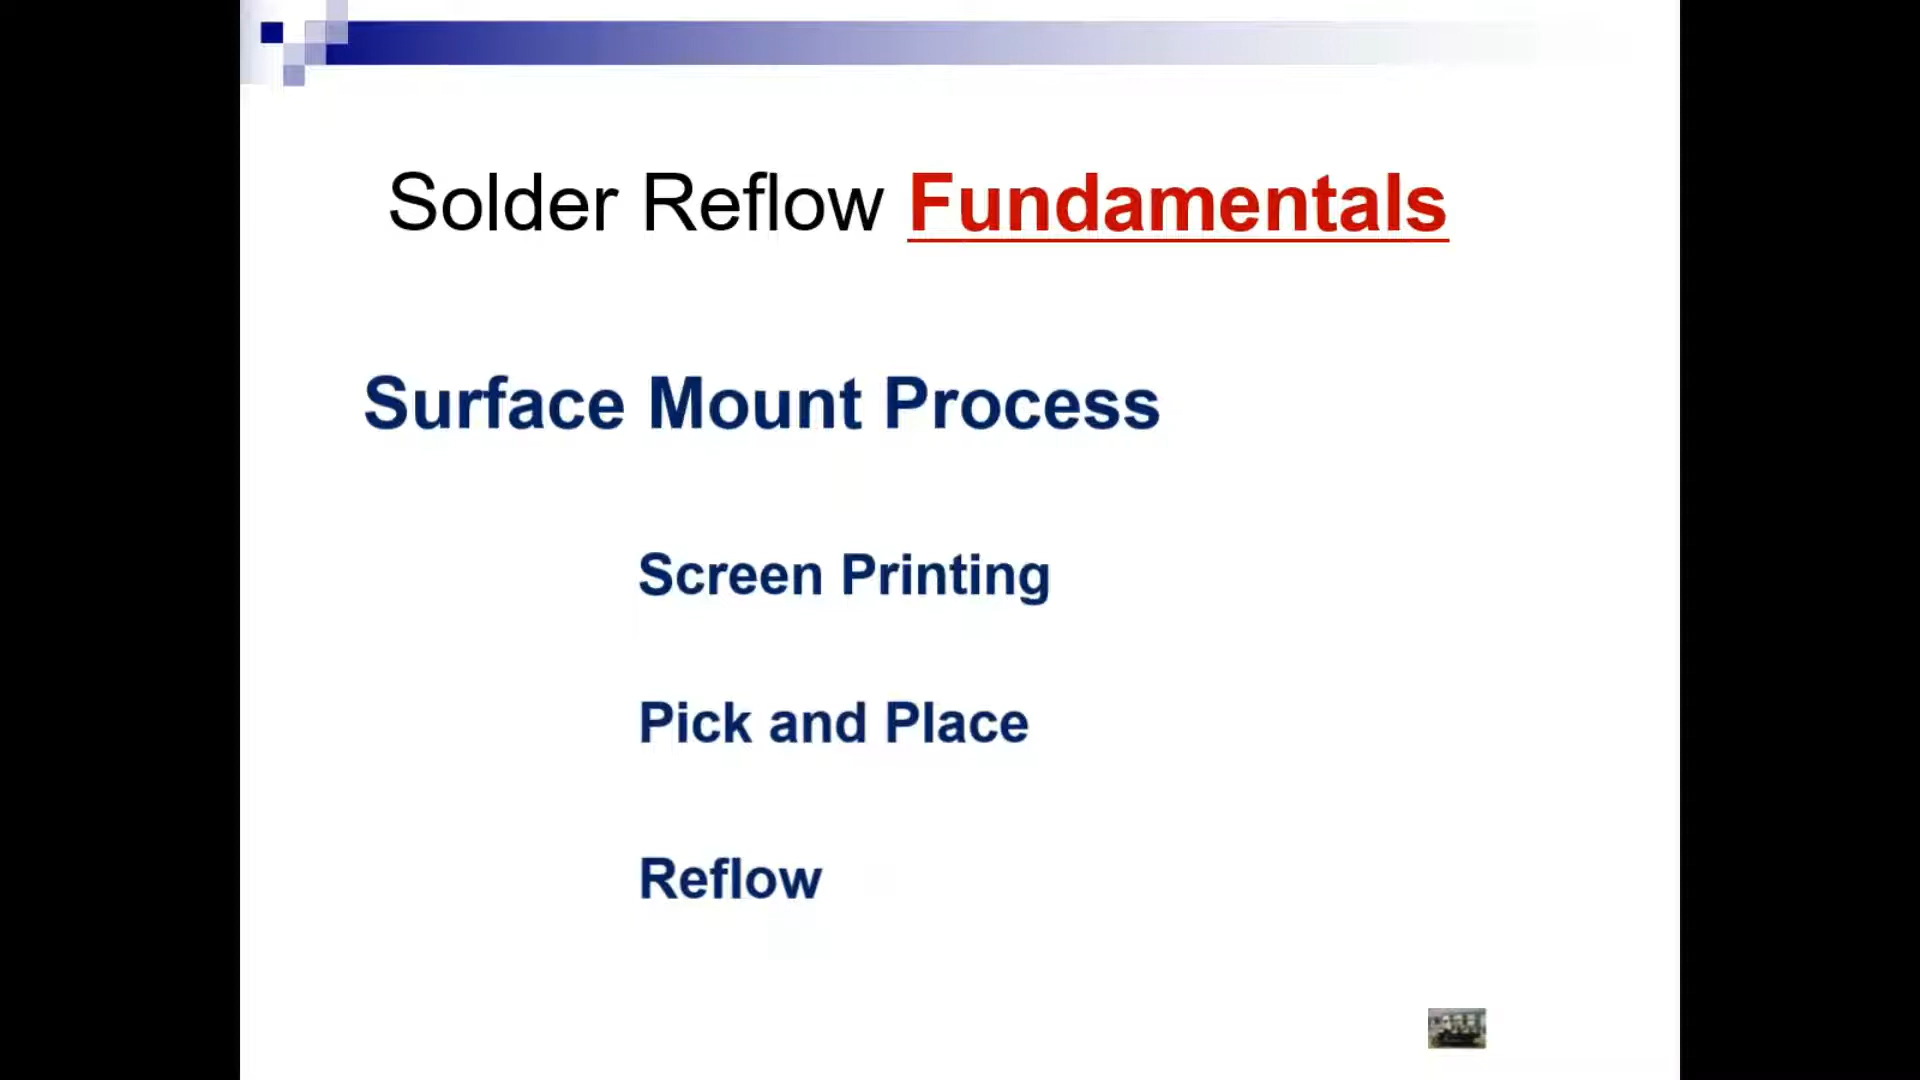 Solder Reflow Fundamentals
Surface Mount Process
Screen Printing
Pick and Place
Reflow